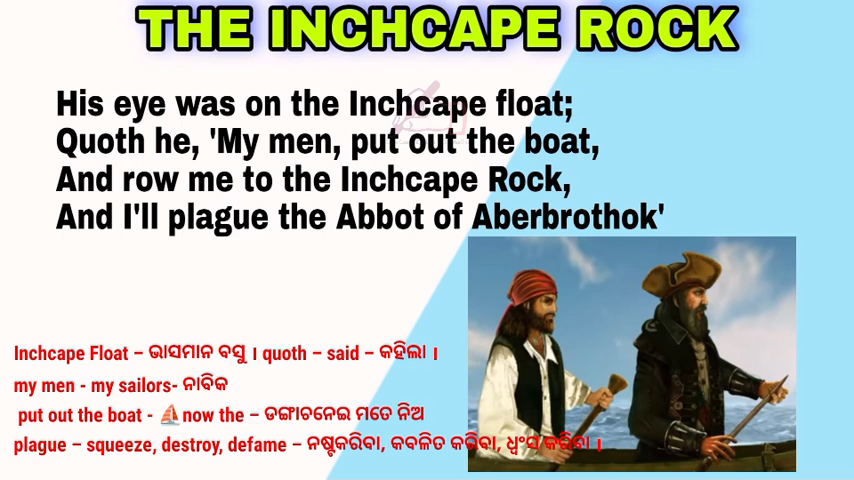 THE INCHCAPE ROCK
His eye was on the Inchcape float;
Quoth he, 'My men, put out the boat,
And row me to the Inchcape Rock,
And I'll plague the Abbot of Aberbrothok'
Inchcape Float – ଭାସମାନ ବସ୍ତୁ । quoth – said – କହିଲା ।
my men - my sailors- ନାବିକ
put out the boat - ⛵now the – ଡଙ୍ଗାଟନେଇ ମତେ ନିଅ
plague – squeeze, destroy, defame – ନଷ୍ଟକରିବା, କବଳିତ କରିବା, ଧ୍ୱଂସ କରିବା ।